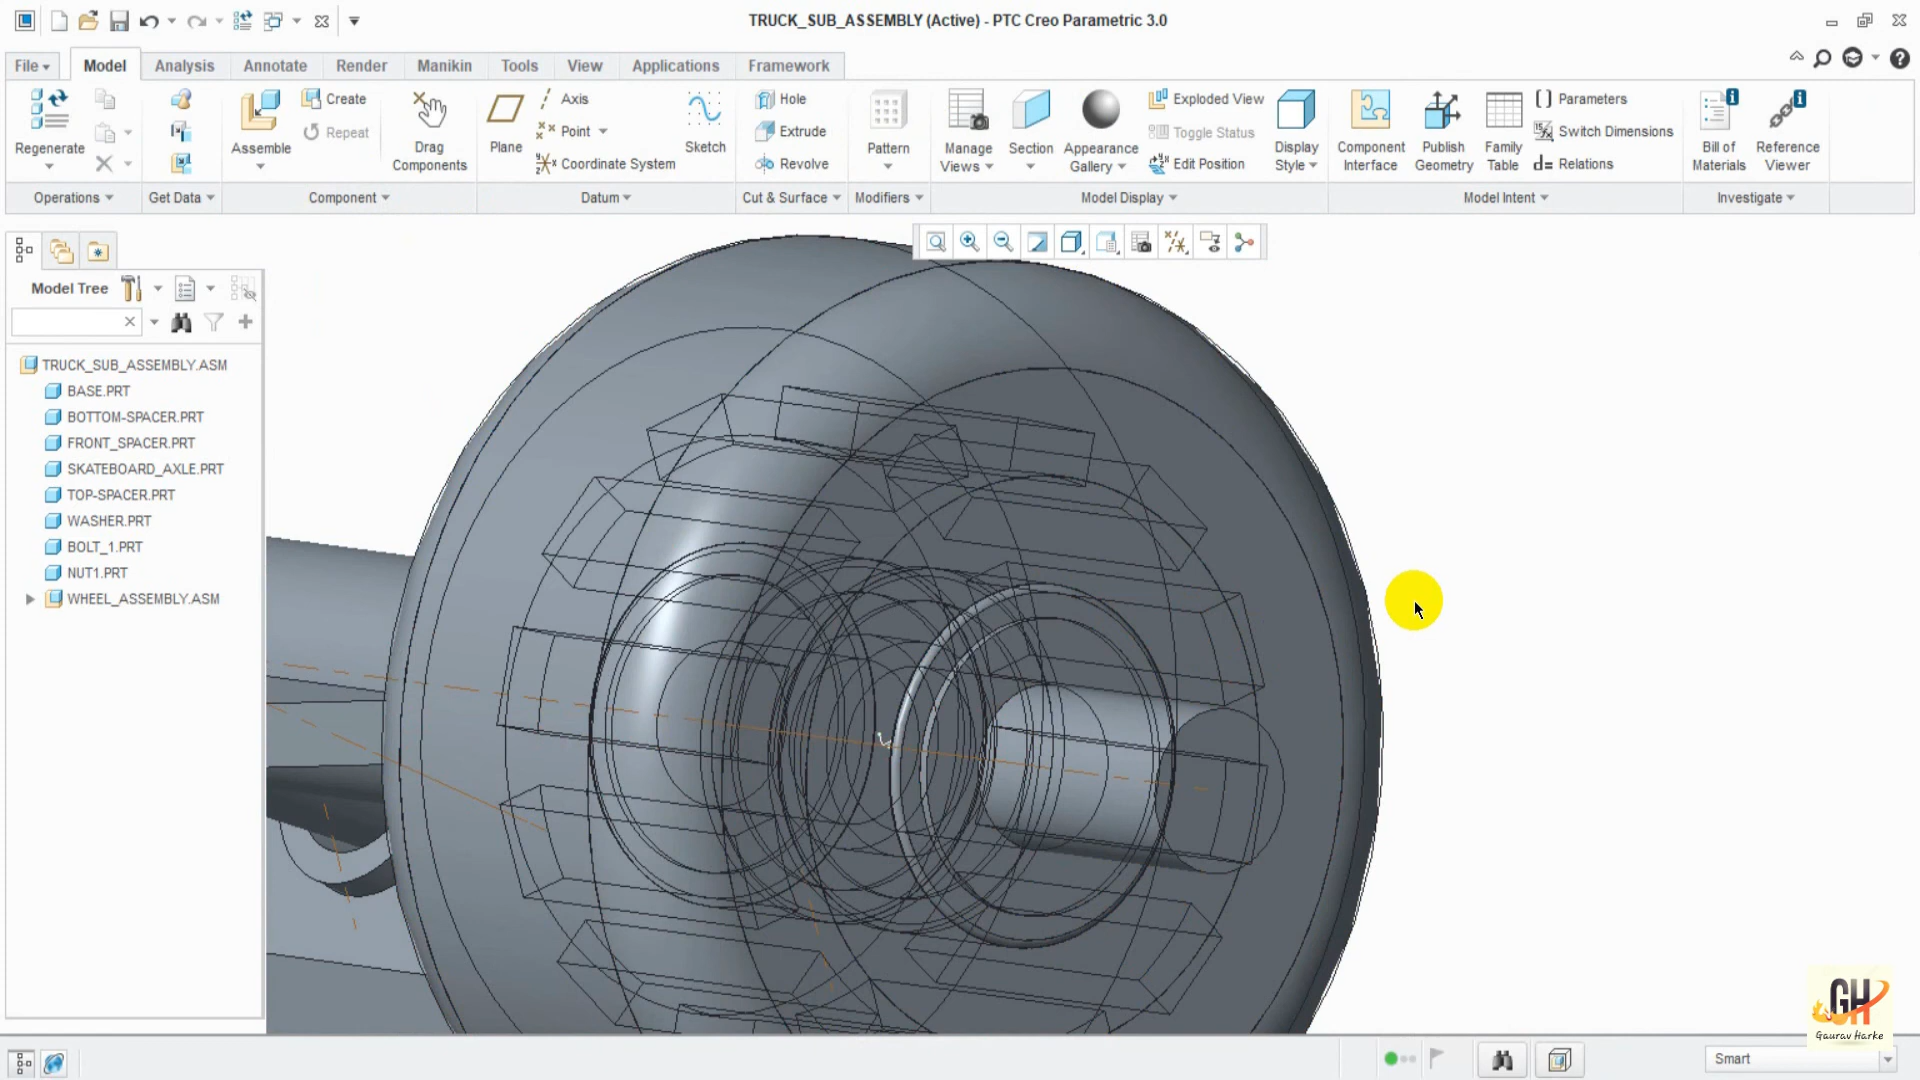 TRUCK_SUB_ASSEMBLY (Active) - PTC Creo Parametric 3.0
File Model Analysis Annotate Render Manikin Tools View Applications Framework
Regenerate
Create
Repeat
Assemble
Drag Components
Plane
Axis
Point
Coordinate System
Sketch
Hole
Extrude
Revolve
Pattern
Manage Views
Section
Appearance Gallery
Exploded View
Toggle Status
Edit Position
Display Style
Component Interface
Publish Geometry
Family Table
Parameters
Switch Dimensions
d= Relations
Bill of Materials
Reference Viewer
Operations Get Data Component Datum Cut & Surface Modifiers Model Display Model Intent Investigate
Model Tree
TRUCK_SUB_ASSEMBLY.ASM
BASE.PRT
BOTTOM-SPACER.PRT
FRONT_SPACER.PRT
SKATEBOARD_AXLE.PRT
TOP-SPACER.PRT
WASHER.PRT
BOLT_1.PRT
NUT1.PRT
WHEEL_ASSEMBLY.ASM
GH
Gaurav Harke
Smart